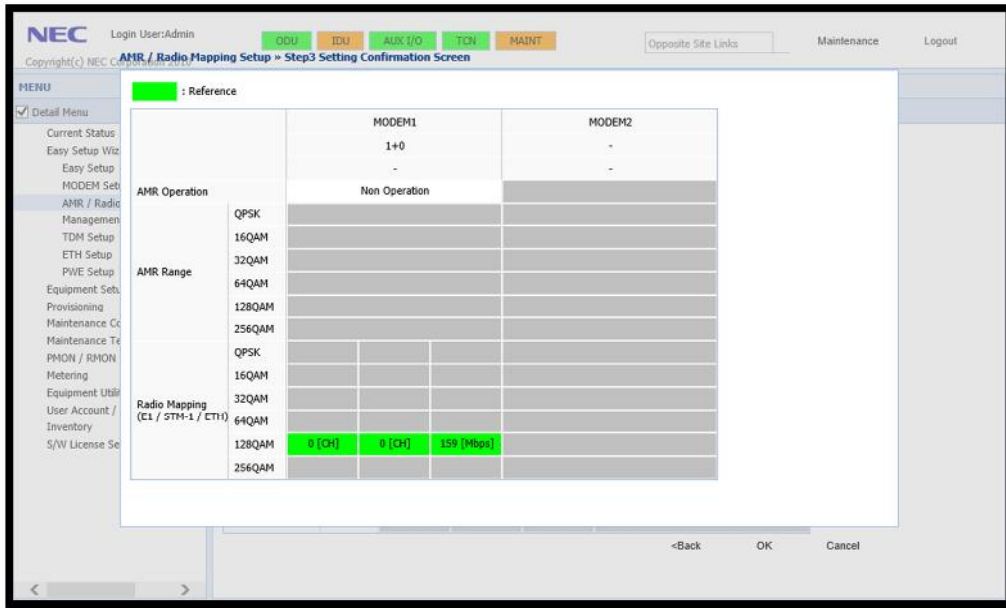 NEC
Login User:Admin
ODU IDU AUX I/O TCN MAINT
Opposite Site Links
Maintenance
Logout
Copyright(c) NEC Corporation 2010
AMR / Radio Mapping Setup » Step3 Setting Confirmation Screen
MENU
Detail Menu
Current Status
Easy Setup Wiz
Easy Setup
MODEM Set
AMR / Radio
Managemen
TDM Setup
ETH Setup
PWE Setup
Equipment Setu
Provisioning
Maintenance Co
Maintenance Te
PMON / RMON
Metering
Equipment Utilit
User Account /
Inventory
S/W License Se
: Reference
MODEM1 MODEM2
1+0 -
- -
AMR Operation Non Operation
AMR Range
QPSK
16QAM
32QAM
64QAM
128QAM
256QAM
Radio Mapping
(E1 / STM-1 / ETH)
QPSK
16QAM
32QAM
64QAM
128QAM 0 [CH] 0 [CH] 159 [Mbps]
256QAM
<Back OK Cancel